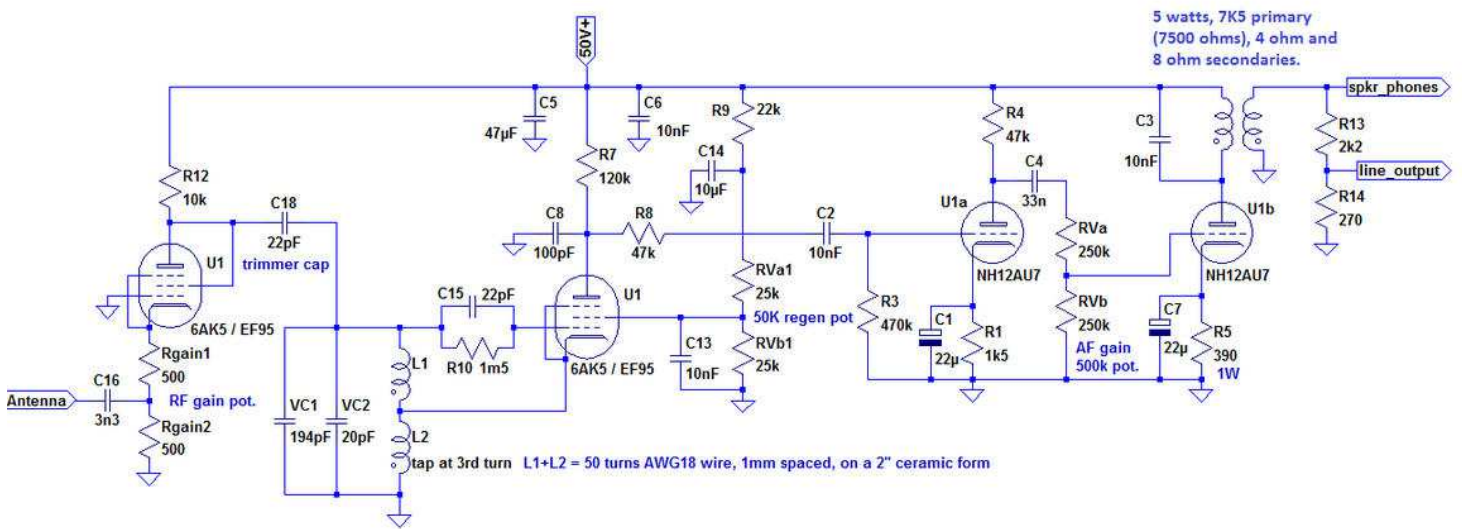 5 watts, 7K5 primary
(7500 ohms), 4 ohm and
8 ohm secondaries.
50V+
spkr_phones
C5
47µF
C6
10nF
R9
22k
R4
47k
C3
10nF
R13
2k2
R12
10k
R7
120k
C14
10µF
C4
33n
line_output
C18
22pF
trimmer cap
U1
6AK5 / EF95
C8
100pF
R8
47k
C2
10nF
U1a
NH12AU7
RVa
250k
U1b
NH12AU7
R14
270
C15
22pF
R10
1m5
U1
6AK5 / EF95
RVa1
25k
50K regen pot
R3
470k
C1
22µ
R1
1k5
RVb
250k
AF gain
500k pot.
C7
22µ
R5
390
1W
Rgain1
500
L1
C13
10nF
RVb1
25k
Antenna
C16
3n3
RF gain pot.
Rgain2
500
VC1
194pF
VC2
20pF
L2
tap at 3rd turn
L1+L2 = 50 turns AWG18 wire, 1mm spaced, on a 2" ceramic form